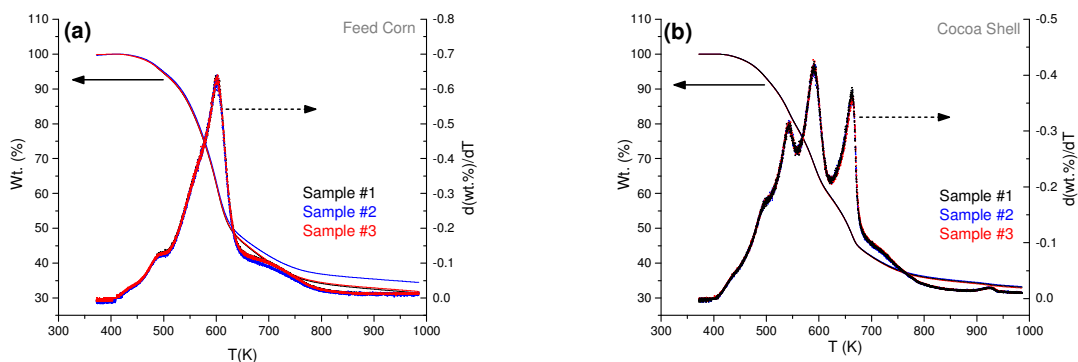 (a)
Feed Corn
110
100
90
80
70
60
50
40
30
Wt. (%)
-0.8
-0.7
-0.6
-0.5
-0.4
-0.3
-0.2
-0.1
0.0
d(wt.%)/dT
Sample #1
Sample #2
Sample #3
300 400 500 600 700 800 900 1000
T(K)
(b)
Cocoa Shell
110
100
90
80
70
60
50
40
30
Wt. (%)
-0.5
-0.4
-0.3
-0.2
-0.1
0.0
d(wt.%)/dT
Sample #1
Sample #2
Sample #3
300 400 500 600 700 800 900 1000
T (K)